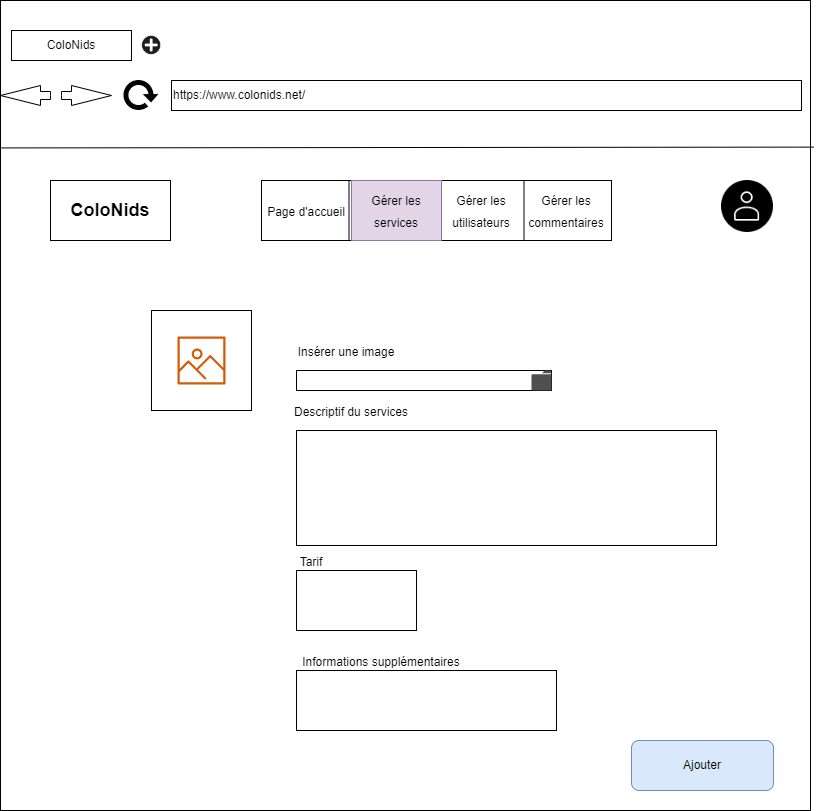 ColoNids
https://www.colonids.net/
ColoNids
Page d'accueil
Gérer les
services
Gérer les
utilisateurs
Gérer les
commentaires
Insérer une image
Descriptif du services
Tarif
Informations supplémentaires
Ajouter